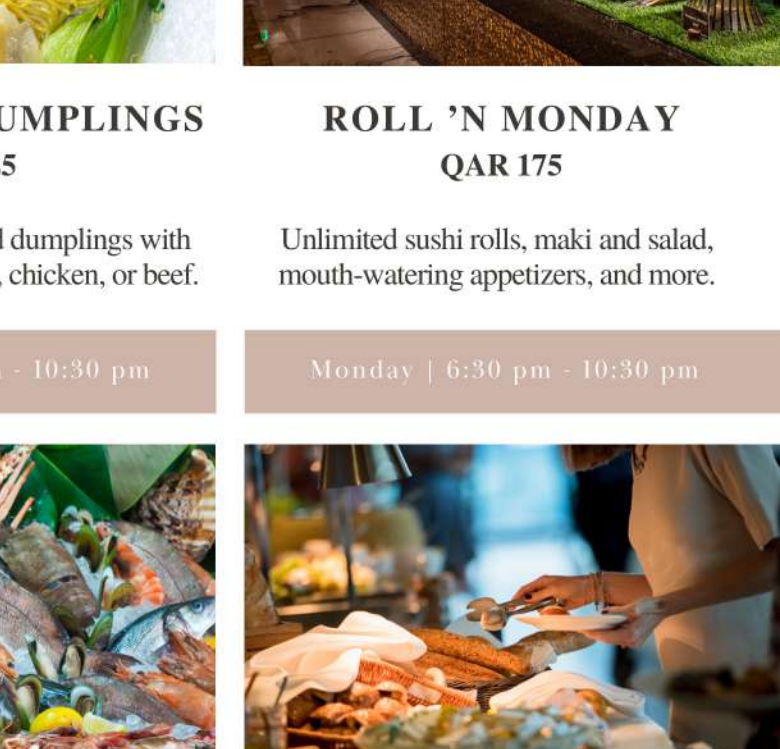 UMPLINGS
5
dumplings with
, chicken, or beef.
- 10:30 pm
ROLL ’N MONDAY
QAR 175
Unlimited sushi rolls, maki and salad,
mouth-watering appetizers, and more.
Monday | 6:30 pm - 10:30 pm